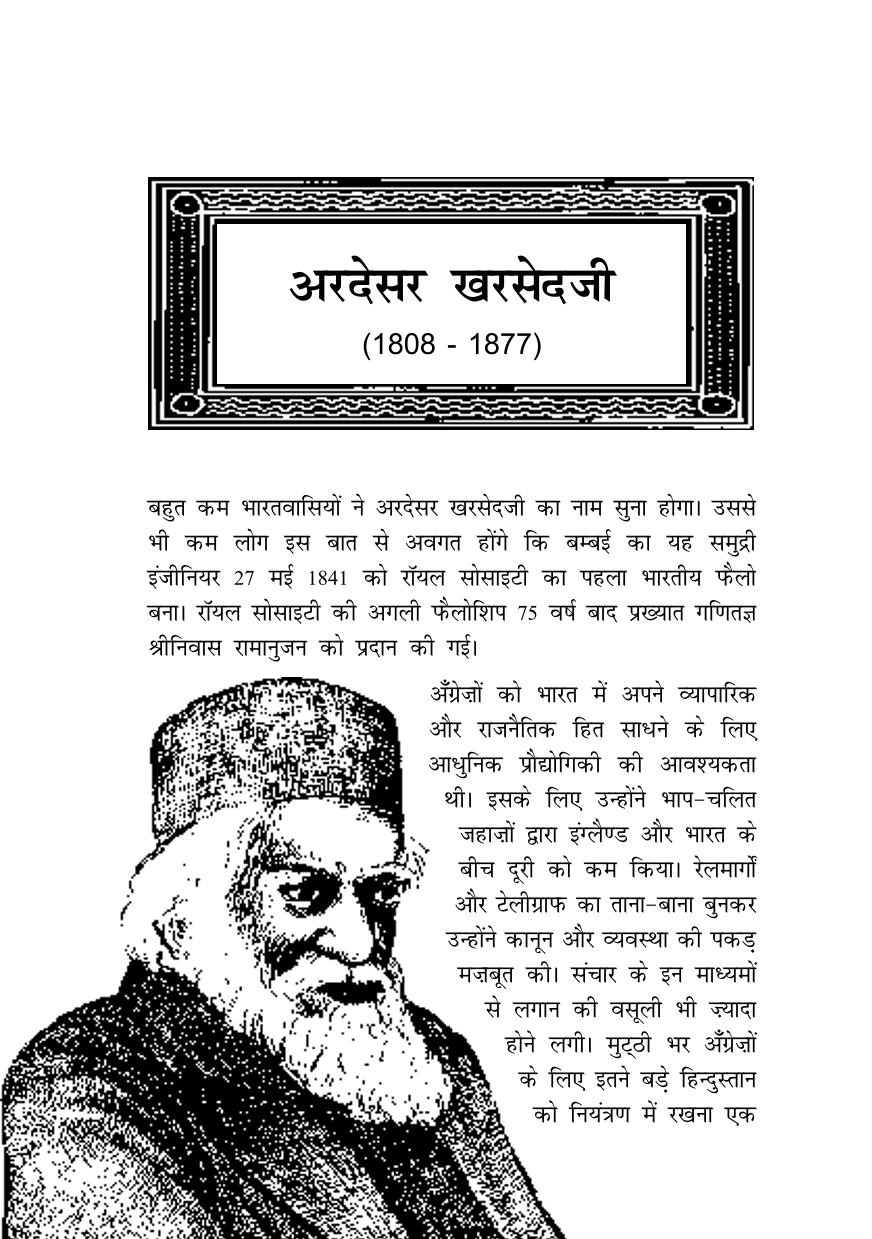 अरदेसर खरसेदजी
(1808 - 1877)
बहुत कम भारतवासियों ने अरदेसर खरसेदजी का नाम सुना होगा। उससे
भी कम लोग इस बात से अवगत होंगे कि बम्बई का यह समुद्री
इंजीनियर 27 मई 1841 को रॉयल सोसाइटी का पहला भारतीय फैलो
बना। रॉयल सोसाइटी की अगली फैलोशिप 75 वर्ष बाद प्रख्यात गणितज्ञ
श्रीनिवास रामानुजन को प्रदान की गई।
अँग्रेज़ों को भारत में अपने व्यापारिक
और राजनैतिक हित साधने के लिए
आधुनिक प्रौद्योगिकी की आवश्यकता
थी। इसके लिए उन्होंने भाप-चलित
जहाज़ों द्वारा इंग्लैण्ड और भारत के
बीच दूरी को कम किया। रेलमार्गों
और टेलीग्राफ का ताना-बाना बुनकर
उन्होंने कानून और व्यवस्था की पकड़
मज़बूत की। संचार के इन माध्यमों
से लगान की वसूली भी ज़्यादा
होने लगी। मुट्ठी भर अँग्रेज़ों
के लिए इतने बड़े हिन्दुस्तान
को नियंत्रण में रखना एक